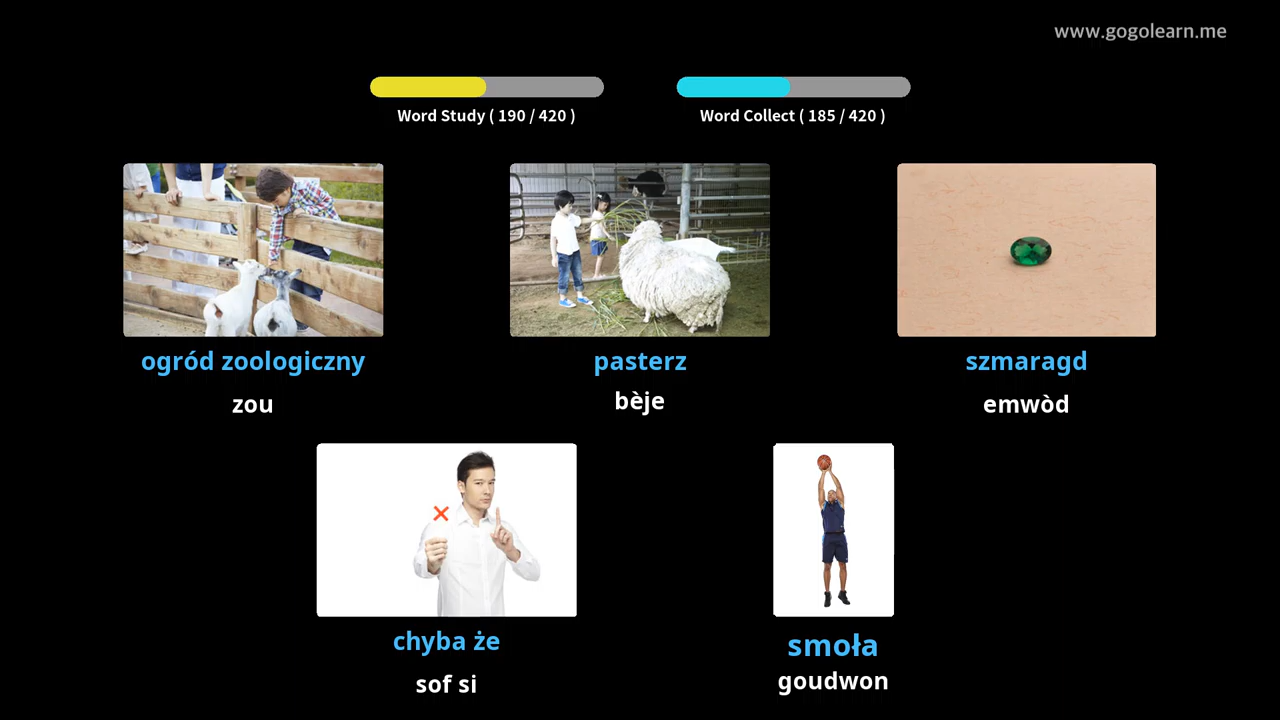 www.gogolearn.me
Word Study ( 190 / 420 )
Word Collect ( 185 / 420 )
ogród zoologiczny
zou
pasterz
bèje
szmaragd
emwòd
chyba że
sof si
smoła
goudwon